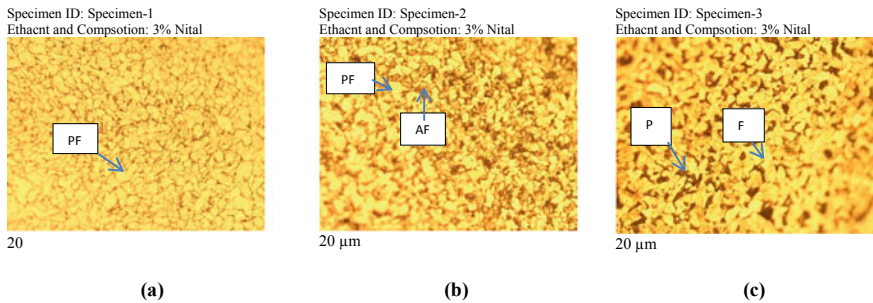 Specimen ID: Specimen-1
Ethacnt and Compsotion: 3% Nital
PF
20
(a)
Specimen ID: Specimen-2
Ethacnt and Compsotion: 3% Nital
PF
AF
20 µm
(b)
Specimen ID: Specimen-3
Ethacnt and Compsotion: 3% Nital
P
F
20 µm
(c)